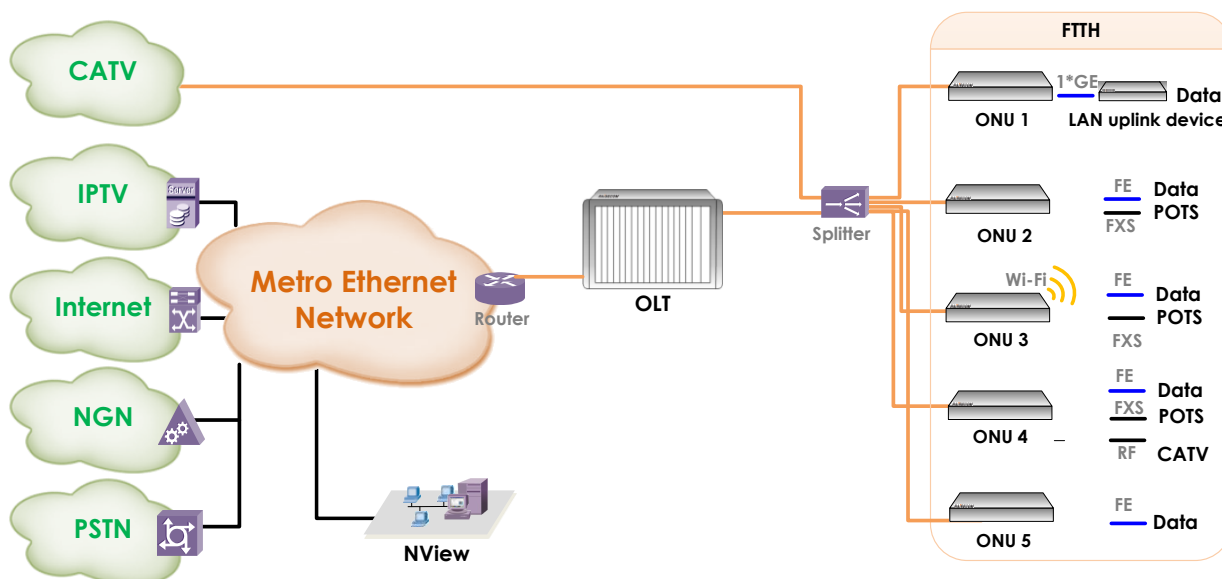 FTTH
CATV
1*GE
Data
ONU 1
LAN uplink device
IPTV
Server
FE
Data
POTS
FXS
ONU 2
Splitter
Metro Ethernet
Network
Router
OLT
Internet
Wi-Fi
FE
Data
POTS
FXS
ONU 3
NGN
FE
Data
FXS
POTS
ONU 4
RF
CATV
PSTN
NView
FE
Data
ONU 5